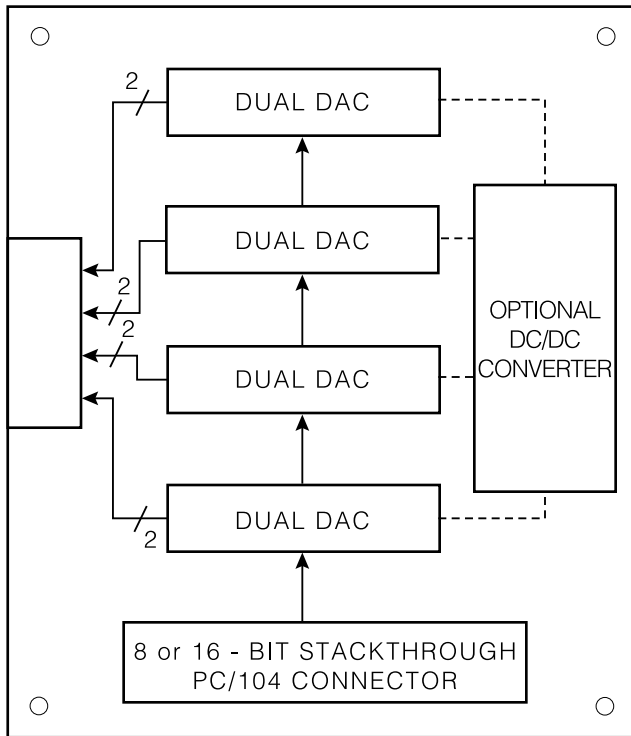 2
DUAL DAC
DUAL DAC
2
2
OPTIONAL
DC/DC
CONVERTER
DUAL DAC
DUAL DAC
2
8 or 16 - BIT STACKTHROUGH
PC/104 CONNECTOR